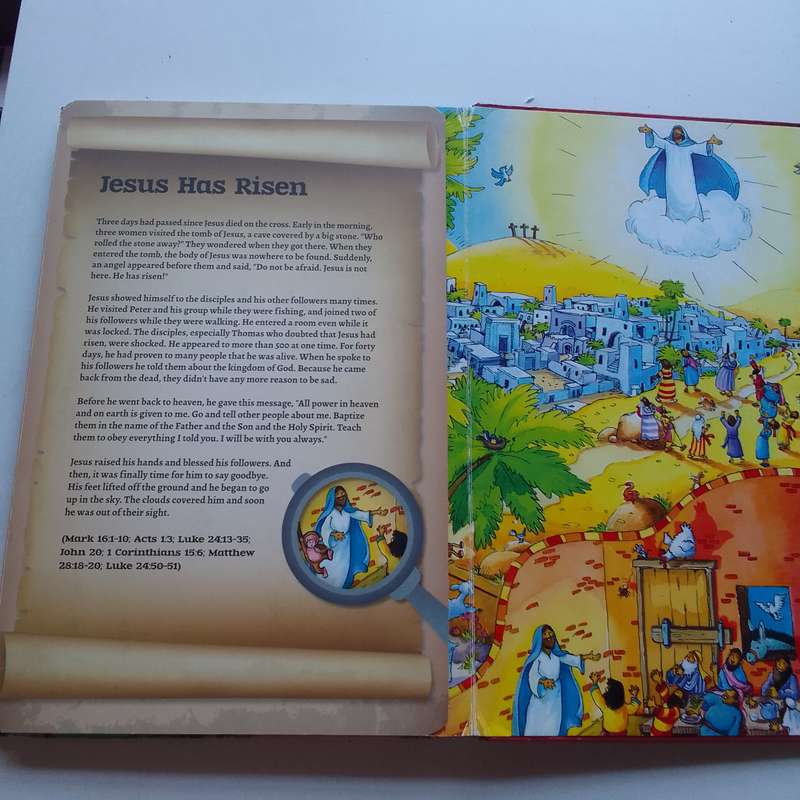 Jesus Has Risen
Three days had passed since Jesus died on the cross. Early in the morning,
three women visited the tomb of Jesus, a cave covered by a big stone. "Who
rolled the stone away?" They wondered when they got there. When they
entered the tomb, the body of Jesus was nowhere to be found. Suddenly,
an angel appeared before them and said, "Do not be afraid. Jesus is not
here. He has risen!"
Jesus showed himself to the disciples and his other followers many times.
He visited Peter and his group while they were fishing, and joined two of
his followers while they were walking. He entered a room even while it
was locked. The disciples, especially Thomas who doubted that Jesus had
risen, were shocked. He appeared to more than 500 at one time. For forty
days, he had proven to many people that he was alive. When he spoke to
his followers he told them about the kingdom of God. Because he came
back from the dead, they didn't have any more reason to be sad.
Before he went back to heaven, he gave this message, "All power in heaven
and on earth is given to me. Go and tell other people about me. Baptize
them in the name of the Father and the Son and the Holy Spirit. Teach
them to obey everything I told you. I will be with you always."
Jesus raised his hands and blessed his followers. And
then, it was finally time for him to say goodbye.
His feet lifted off the ground and he began to go
up in the sky. The clouds covered him and soon
he was out of their sight.
(Mark 16:1-10; Acts 1:3; Luke 24:13-35;
John 20; 1 Corinthians 15:6; Matthew
28:18-20; Luke 24:50-51)